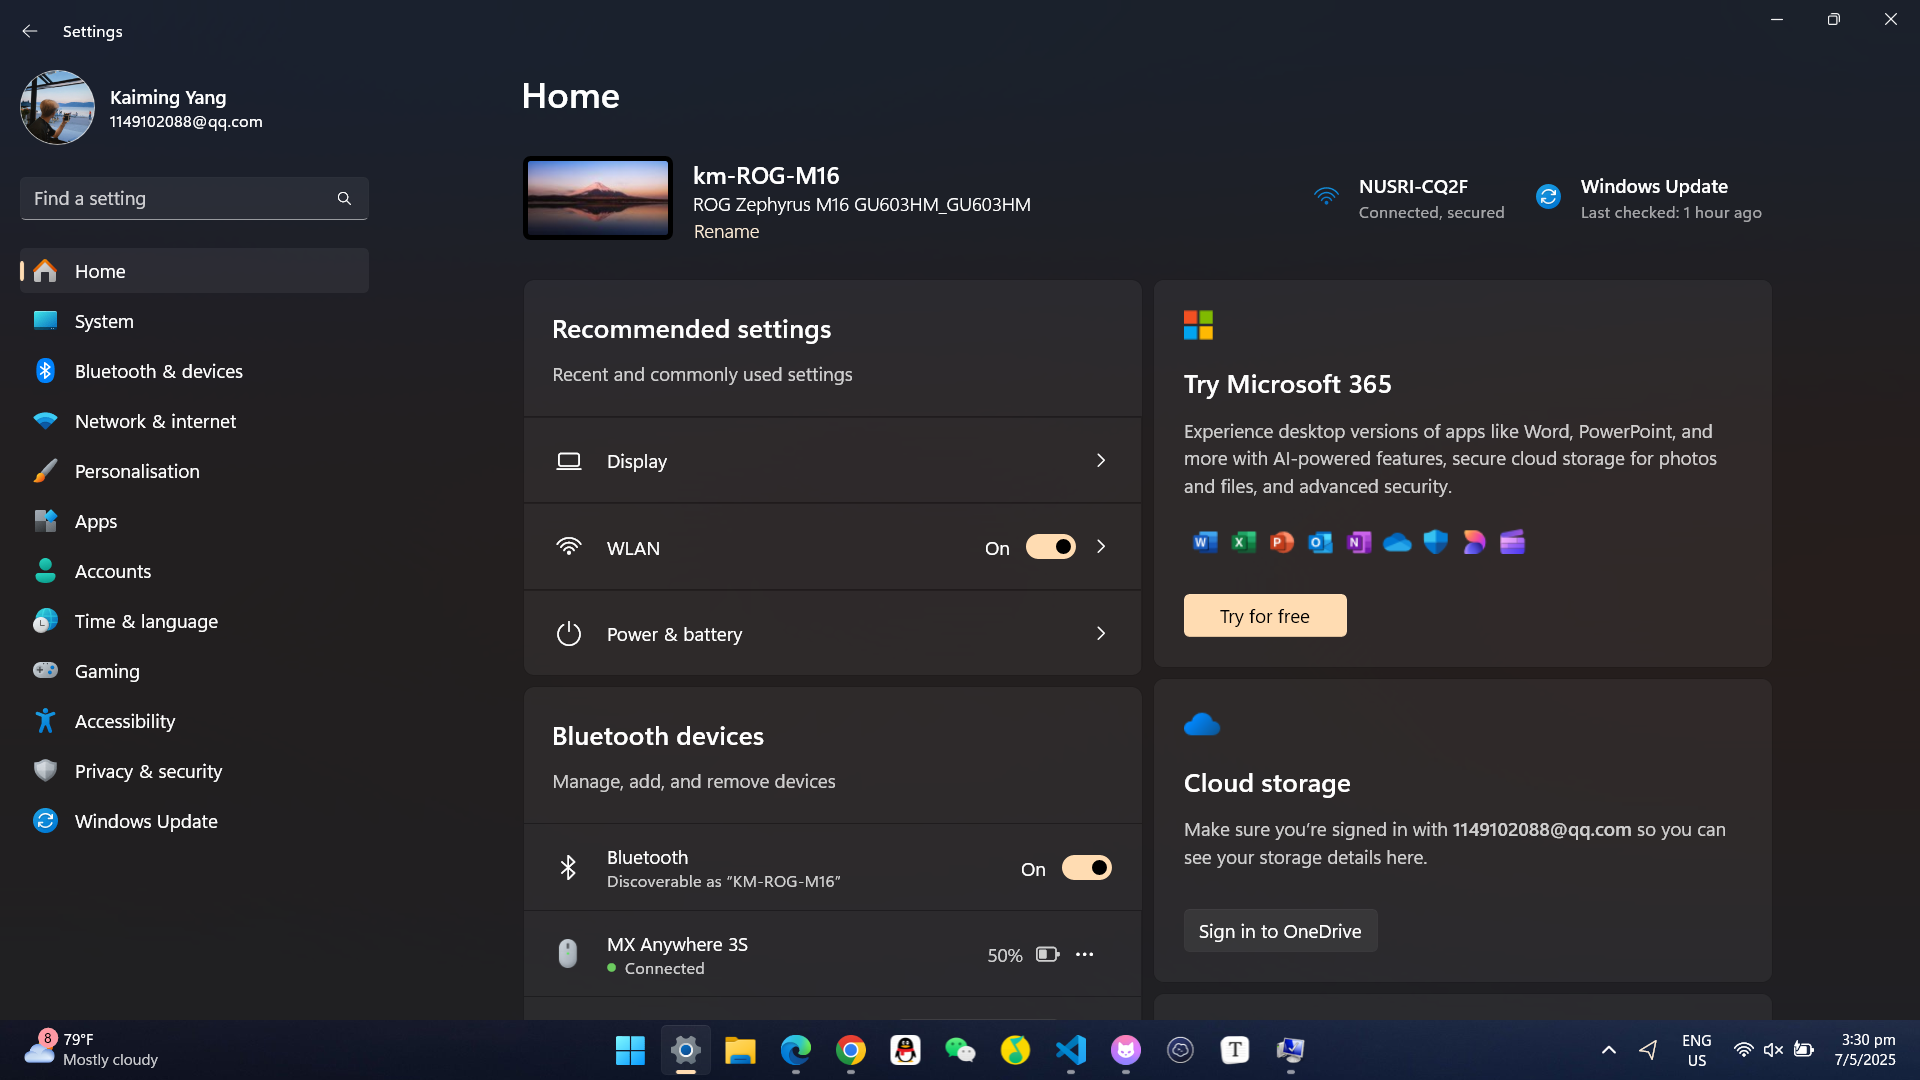 Settings
Kaiming Yang
1149102088@qq.com
Find a setting
Home
System
Bluetooth & devices
Network & internet
Personalisation
Apps
Accounts
Time & language
Gaming
Accessibility
Privacy & security
Windows Update
Home
km-ROG-M16
ROG Zephyrus M16 GU603HM_GU603HM
Rename
NUSRI-CQ2F
Connected, secured
Windows Update
Last checked: 1 hour ago
Recommended settings
Recent and commonly used settings
Display
WLAN
On
Power & battery
Bluetooth devices
Manage, add, and remove devices
Bluetooth
Discoverable as “KM-ROG-M16”
On
MX Anywhere 3S
Connected
50%
Try Microsoft 365
Experience desktop versions of apps like Word, PowerPoint, and
more with AI-powered features, secure cloud storage for photos
and files, and advanced security.
Try for free
Cloud storage
Make sure you’re signed in with 1149102088@qq.com so you can
see your storage details here.
Sign in to OneDrive
8
79°F
Mostly cloudy
T
ENG
US
3:30 pm
7/5/2025